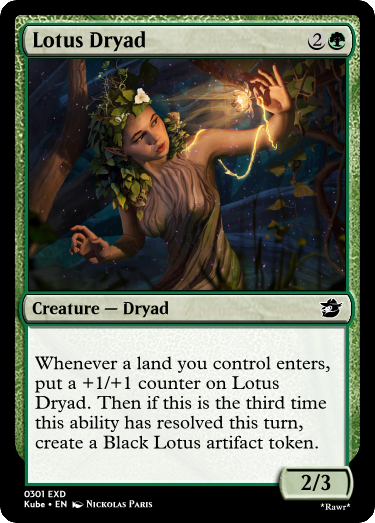 Lotus Dryad 2
Creature — Dryad
Whenever a land you control enters,
put a +1/+1 counter on Lotus
Dryad. Then if this is the third time
this ability has resolved this turn,
create a Black Lotus artifact token.
2/3
0301 EXD
Kube • EN Nickolas Paris
*Rawr*